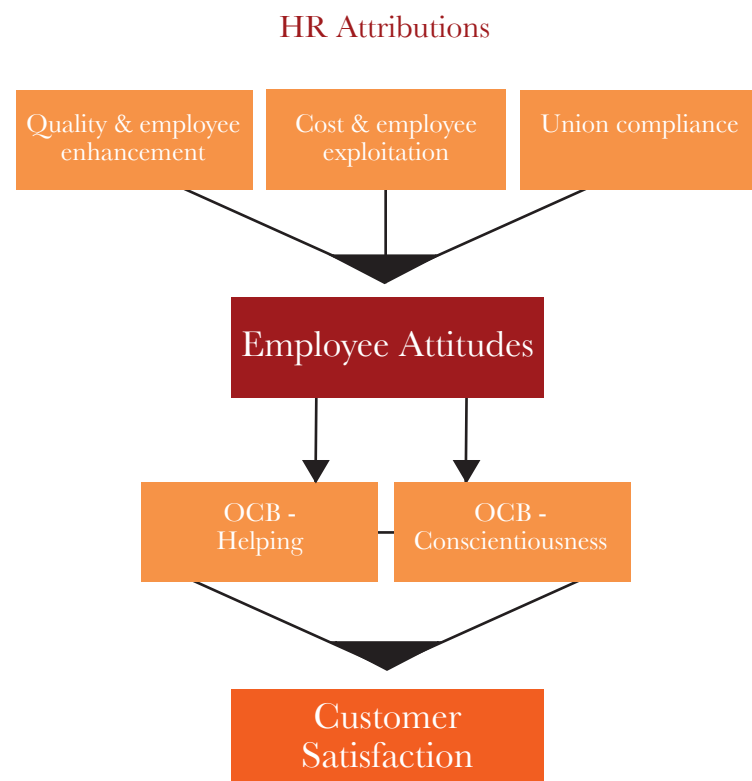 HR Attributions
Quality & employee
enhancement
Cost & employee
exploitation
Union compliance
Employee Attitudes
OCB -
Helping
OCB -
Conscientiousness
Customer
Satisfaction